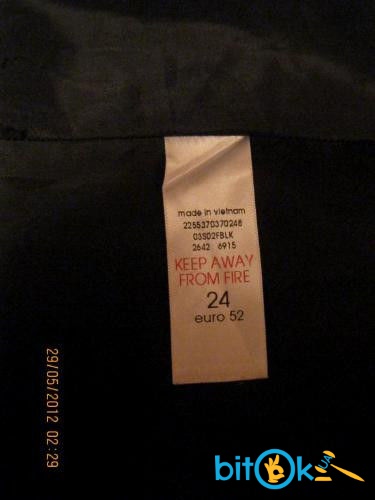 made in vietnam
2255370370248
03S02FBLK
2642 6915
KEEP AWAY
FROM FIRE
24
euro 52
29/05/2012 02:29
bitOk
UA